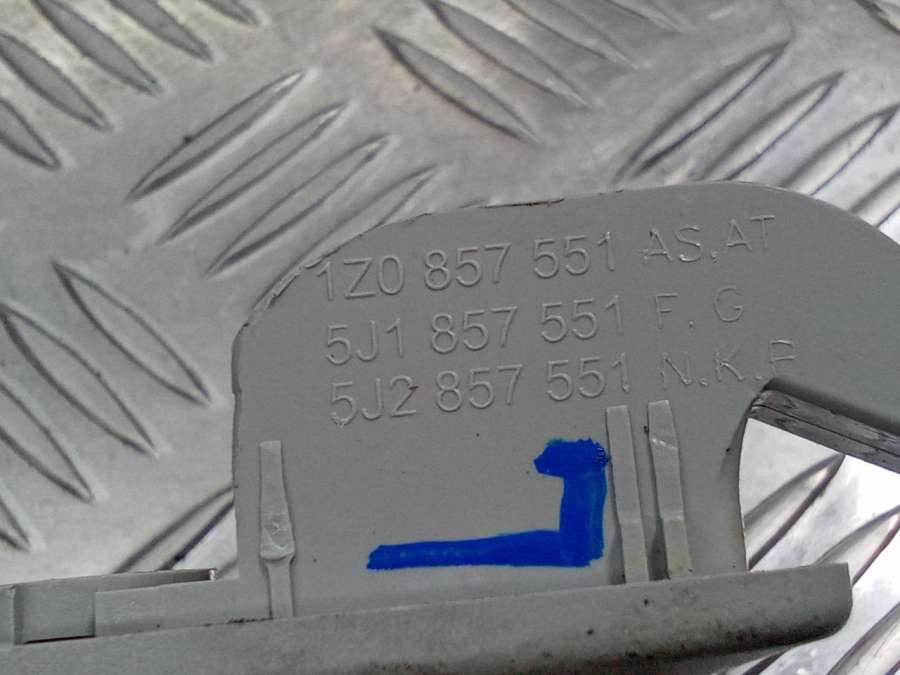 1Z0 857 551 AS,AT
5J1 857 551 F, G
5J2 857 551 N.K.P